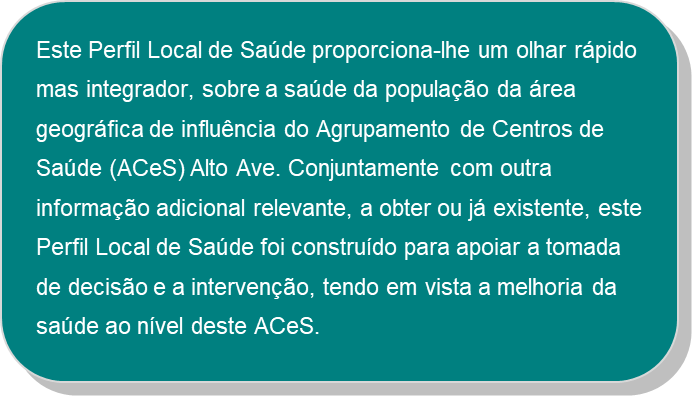 Este Perfil Local de Saúde proporciona-lhe um olhar rápido
mas integrador, sobre a saúde da população da área
geográfica de influência do Agrupamento de Centros de
Saúde (ACeS) Alto Ave. Conjuntamente com outra
informação adicional relevante, a obter ou já existente, este
Perfil Local de Saúde foi construído para apoiar a tomada
de decisão e a intervenção, tendo em vista a melhoria da
saúde ao nível deste ACeS.